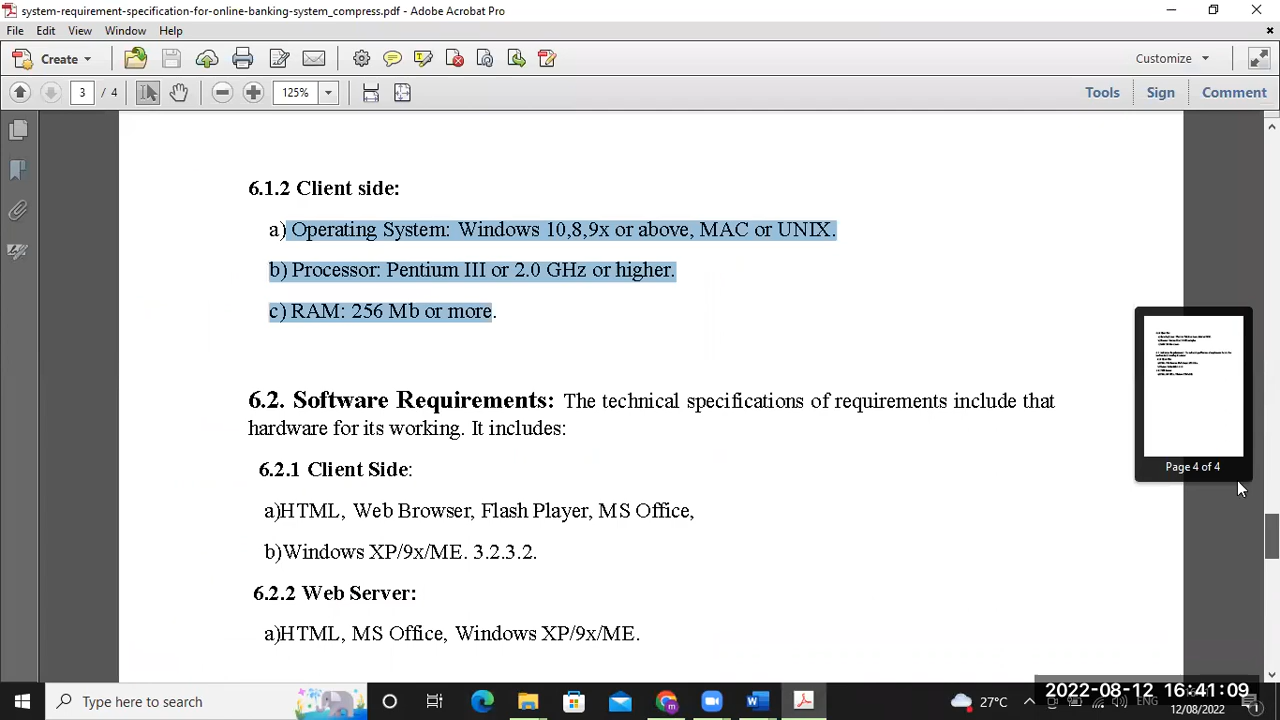 system-requirement-specification-for-online-banking-system_compress.pdf - Adobe Acrobat Pro
File Edit View Window Help
Create Customize
3 / 4 125% Tools Sign Comment
6.1.2 Client side:
a) Operating System: Windows 10,8,9x or above, MAC or UNIX.
b) Processor: Pentium III or 2.0 GHz or higher.
c) RAM: 256 Mb or more.
6.2. Software Requirements: The technical specifications of requirements include that
hardware for its working. It includes:
6.2.1 Client Side:
a)HTML, Web Browser, Flash Player, MS Office,
b)Windows XP/9x/ME. 3.2.3.2.
6.2.2 Web Server:
a)HTML, MS Office, Windows XP/9x/ME.
Page 4 of 4
Type here to search
27°C
ENG
2022-08-12 16:41:09
12/08/2022